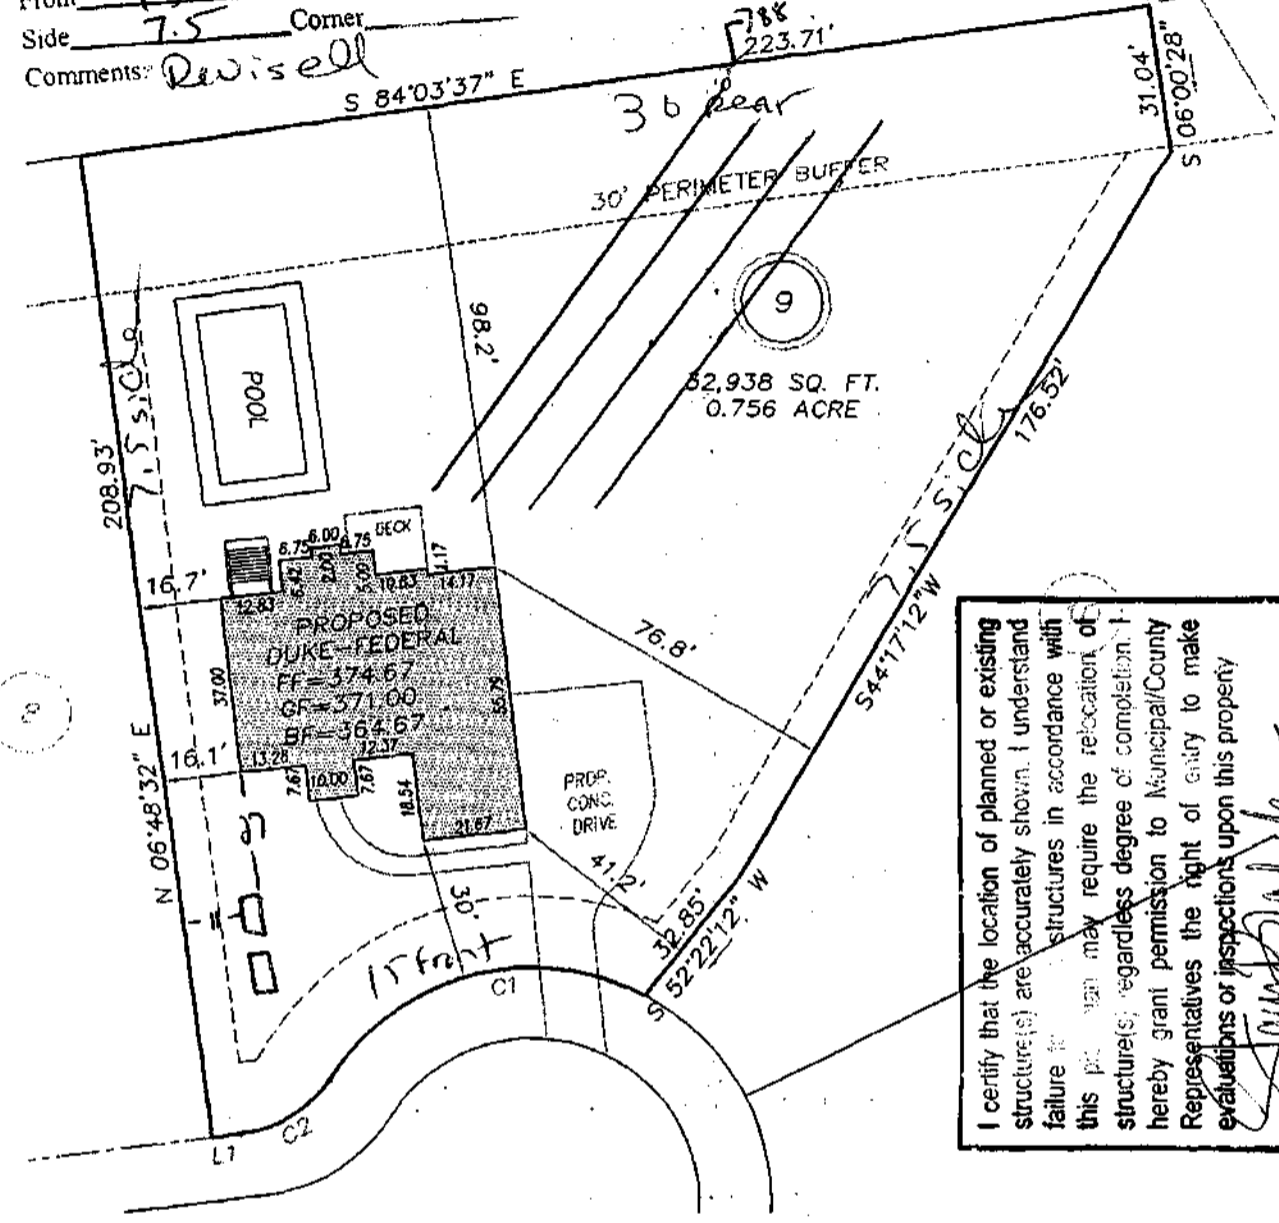 Side 7.5 Corner
Comments: Revised
788
223.71'
S 84°03'37" E
30 Rear
31.04'
S 06°00'28" 
30' PERIMETER BUFFER
9
32,938 SQ. FT.
0.756 ACRE
98.2'
POOL
7.5 side
208.93'
N 06°48'32" E
7.5 side
176.52'
S44°17'12"W
DECK
6.00
6.75
6.75
2.00
5.00
10.83
14.17
12.83
16.7'
PROPOSED
DUKE-FEDERAL
FF=374.67
GF=371.00
BF=364.67
37.00
55.79
76.8'
16.1'
13.28
7.67
10.00
7.67
12.37
18.54
21.67
PROP.
CONC.
DRIVE
41.2'
30'
32.85'
S 52°22'12" W
15 front
C1
C2
L1
I certify that the location of planned or existing
structure(s) are accurately shown. I understand
failure structures in accordance with
this may require the relocation of
structure(s) regardless degree of completion. I
hereby grant permission to Municipal/County
Representatives the right of entry to make
evaluations or inspections upon this property